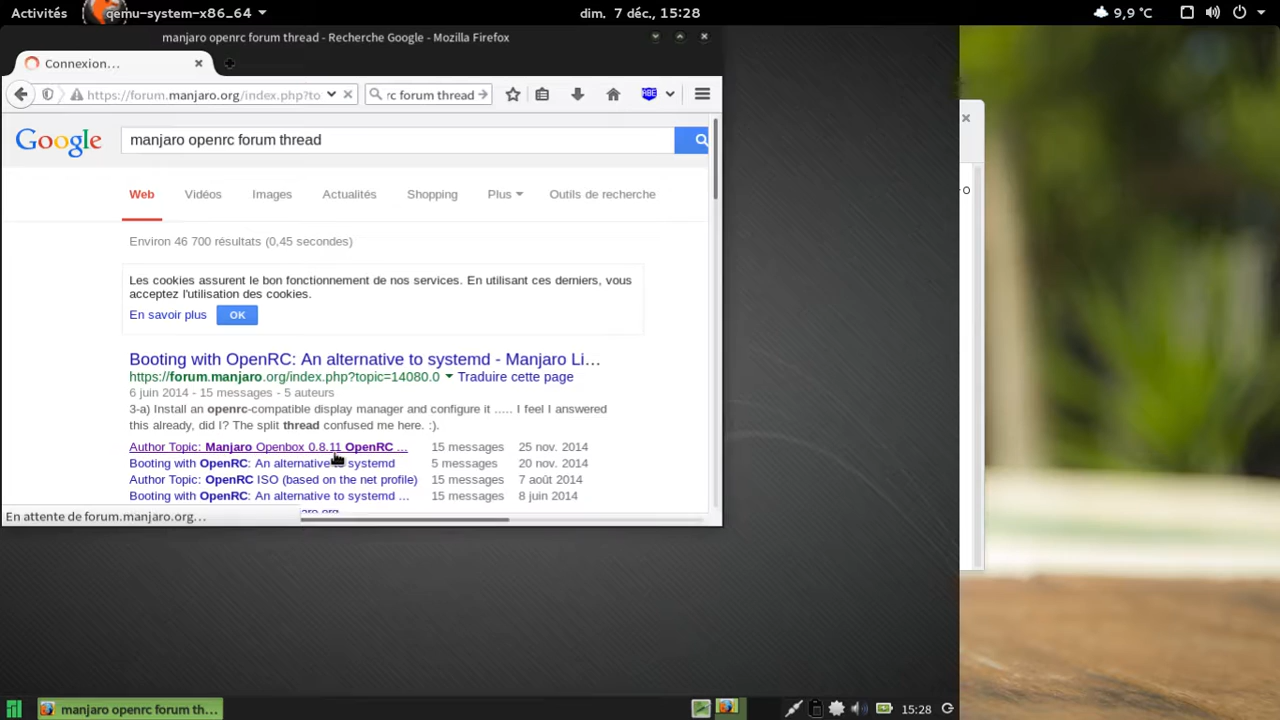 Activités qemu-system-x86_64 dim. 7 déc., 15:28 9,9 °C
manjaro openrc forum thread - Recherche Google - Mozilla Firefox
Connexion…
https://forum.manjaro.org/index.php?to rc forum thread ABE
Google manjaro openrc forum thread
Web Vidéos Images Actualités Shopping Plus Outils de recherche
Environ 46 700 résultats (0,45 secondes)
Les cookies assurent le bon fonctionnement de nos services. En utilisant ces derniers, vous
acceptez l'utilisation des cookies.
En savoir plus OK
Booting with OpenRC: An alternative to systemd - Manjaro Li…
https://forum.manjaro.org/index.php?topic=14080.0 Traduire cette page
6 juin 2014 - 15 messages - 5 auteurs
3-a) Install an openrc-compatible display manager and configure it ..... I feel I answered
this already, did I? The split thread confused me here. :).
Author Topic: Manjaro Openbox 0.8.11 OpenRC ... 15 messages 25 nov. 2014
Booting with OpenRC: An alternative to systemd 5 messages 20 nov. 2014
Author Topic: OpenRC ISO (based on the net profile) 15 messages 7 août 2014
Booting with OpenRC: An alternative to systemd ... 15 messages 8 juin 2014
En attente de forum.manjaro.org…
manjaro openrc forum th… 15:28